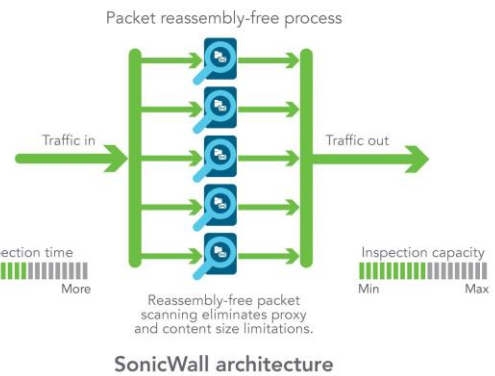 Packet reassembly-free process
Traffic in
Traffic out
time
More
Inspection capacity
Min
Max
Reassembly-free packet
scanning eliminates proxy
and content size limitations.
SonicWall architecture